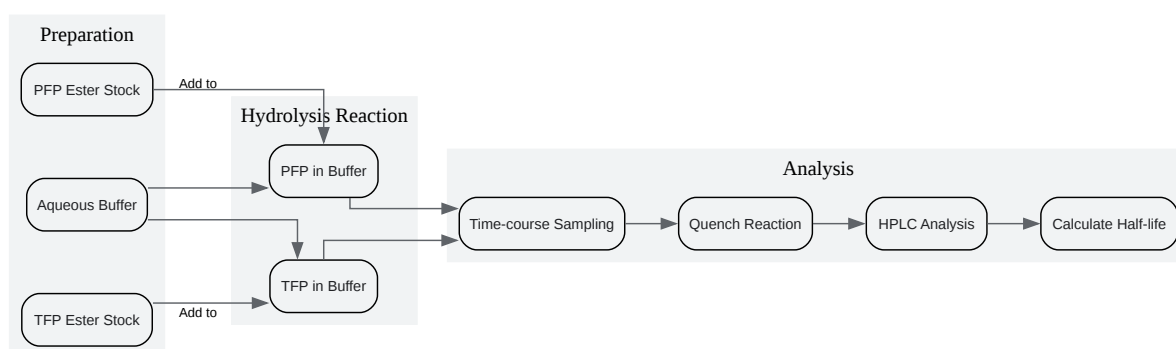 Preparation
PFP Ester Stock
Add to
Hydrolysis Reaction
PFP in Buffer
Aqueous Buffer
TFP in Buffer
TFP Ester Stock
Add to
Analysis
Time-course Sampling
Quench Reaction
HPLC Analysis
Calculate Half-life